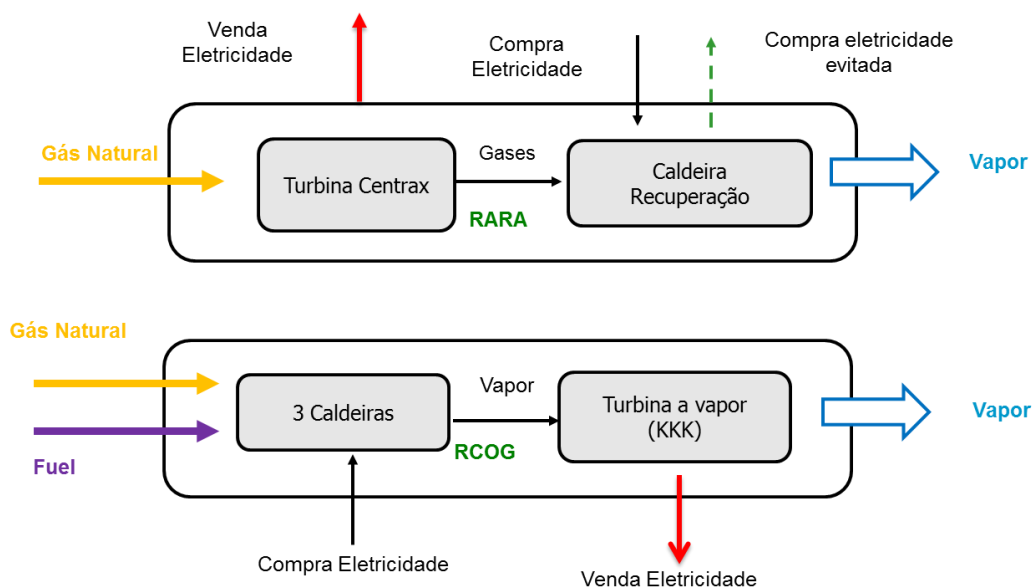 Venda
Eletricidade
Compra
Eletricidade
Compra eletricidade
evitada
Gás Natural
Turbina Centrax
Gases
RARA
Caldeira
Recuperação
Vapor
Gás Natural
Fuel
3 Caldeiras
Vapor
RCOG
Turbina a vapor
(KKK)
Vapor
Compra Eletricidade
Venda Eletricidade